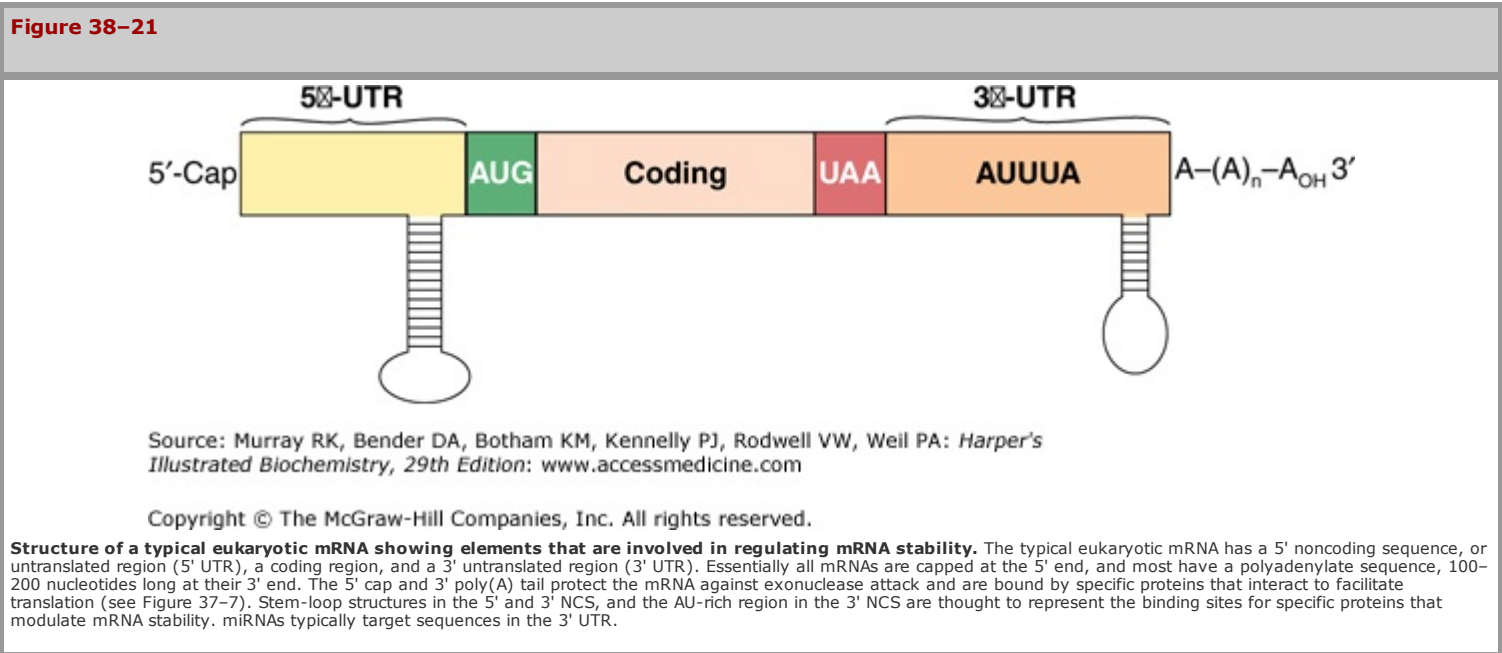 Figure 38–21
5☒-UTR 3☒-UTR
5′-Cap AUG Coding UAA AUUUA A–(A)n–AOH 3′
Source: Murray RK, Bender DA, Botham KM, Kennelly PJ, Rodwell VW, Weil PA: Harper's
Illustrated Biochemistry, 29th Edition: www.accessmedicine.com
Copyright © The McGraw-Hill Companies, Inc. All rights reserved.
Structure of a typical eukaryotic mRNA showing elements that are involved in regulating mRNA stability. The typical eukaryotic mRNA has a 5' noncoding sequence, or
untranslated region (5' UTR), a coding region, and a 3' untranslated region (3' UTR). Essentially all mRNAs are capped at the 5' end, and most have a polyadenylate sequence, 100–
200 nucleotides long at their 3' end. The 5' cap and 3' poly(A) tail protect the mRNA against exonuclease attack and are bound by specific proteins that interact to facilitate
translation (see Figure 37–7). Stem-loop structures in the 5' and 3' NCS, and the AU-rich region in the 3' NCS are thought to represent the binding sites for specific proteins that
modulate mRNA stability. miRNAs typically target sequences in the 3' UTR.